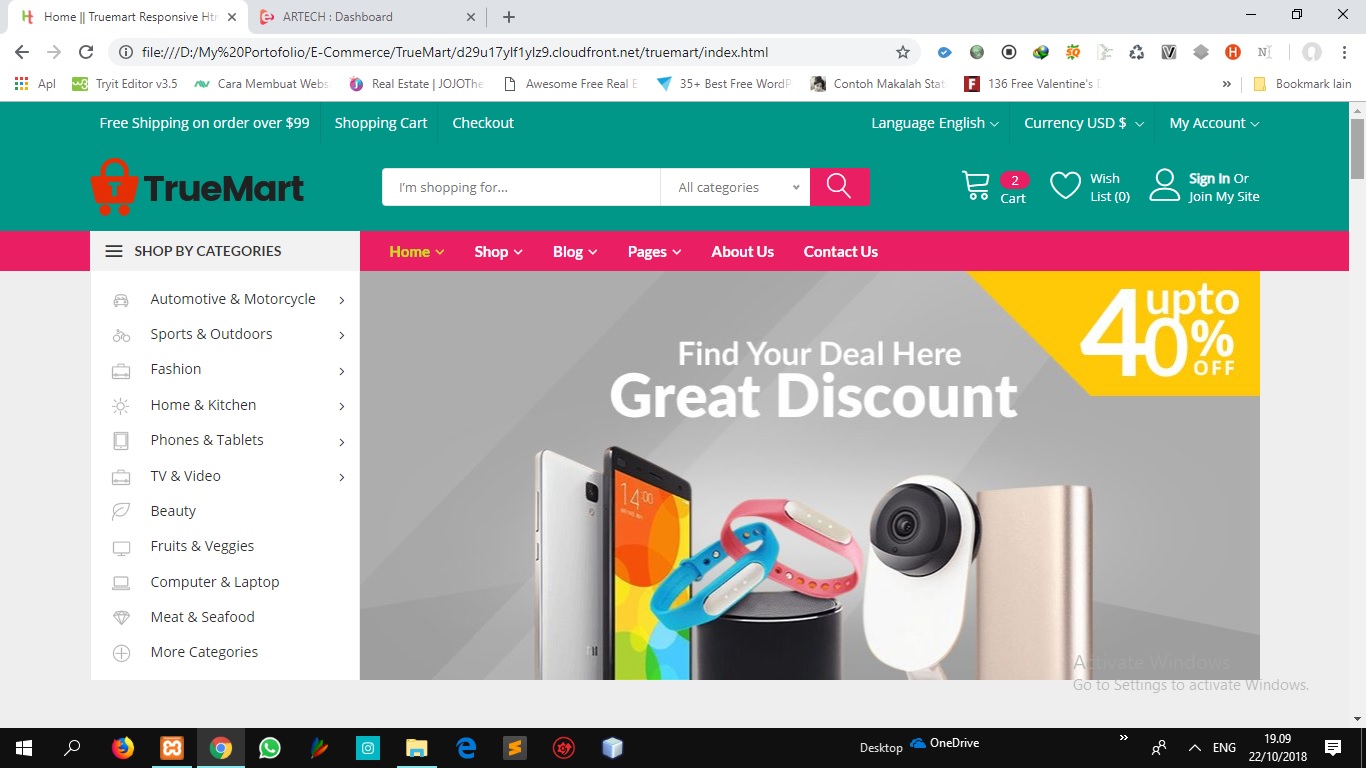 Home || Truemart Responsive Htm
ARTECH : Dashboard
file:///D:/My%20Portofolio/E-Commerce/TrueMart/d29u17ylf1ylz9.cloudfront.net/truemart/index.html
Apl
Tryit Editor v3.5
Cara Membuat Webs
Real Estate | JOJOThe
Awesome Free Real E
35+ Best Free WordP
Contoh Makalah Stat
136 Free Valentine's D
»
Bookmark lain
Free Shipping on order over $99
Shopping Cart
Checkout
Language English
Currency USD $
My Account
TrueMart
I'm shopping for...
All categories
2
Cart
Wish
List (0)
Sign In Or
Join My Site
SHOP BY CATEGORIES
Home
Shop
Blog
Pages
About Us
Contact Us
Automotive & Motorcycle
Sports & Outdoors
Fashion
Home & Kitchen
Phones & Tablets
TV & Video
Beauty
Fruits & Veggies
Computer & Laptop
Meat & Seafood
More Categories
upto
40%
OFF
Find Your Deal Here
Great Discount
14:00
Activate Windows
Go to Settings to activate Windows.
Desktop
OneDrive
»
ENG
19.09
22/10/2018